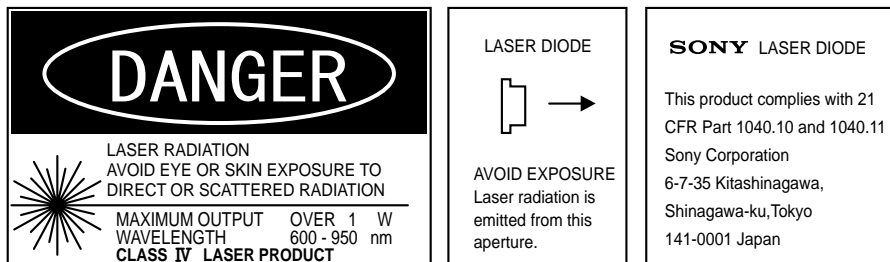 DANGER
LASER RADIATION
AVOID EYE OR SKIN EXPOSURE TO
DIRECT OR SCATTERED RADIATION
MAXIMUM OUTPUT OVER 1 W
WAVELENGTH 600 - 950 nm
CLASS Ⅳ LASER PRODUCT
LASER DIODE
AVOID EXPOSURE
Laser radiation is
emitted from this
aperture.
SONY LASER DIODE
This product complies with 21
CFR Part 1040.10 and 1040.11
Sony Corporation
6-7-35 Kitashinagawa,
Shinagawa-ku,Tokyo
141-0001 Japan